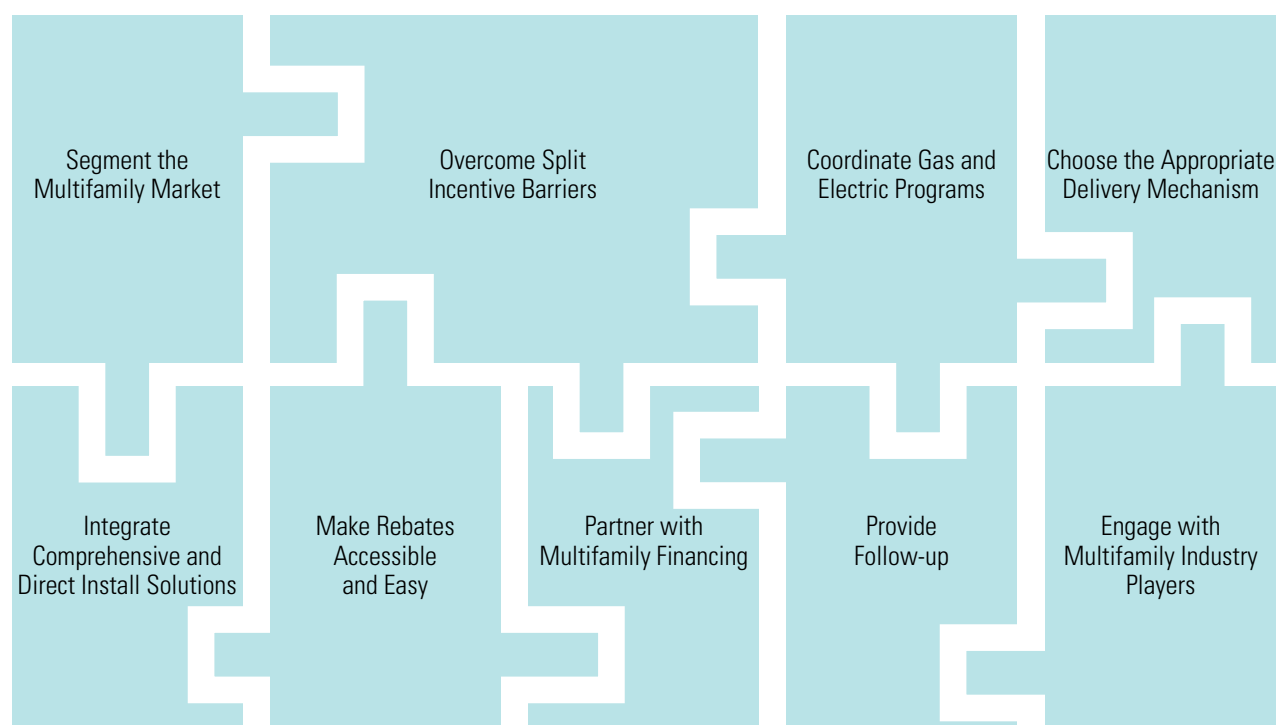 Segment the
Multifamily Market
Overcome Split
Incentive Barriers
Coordinate Gas and
Electric Programs
Choose the Appropriate
Delivery Mechanism
Integrate
Comprehensive and
Direct Install Solutions
Make Rebates
Accessible
and Easy
Partner with
Multifamily Financing
Provide
Follow-up
Engage with
Multifamily Industry
Players